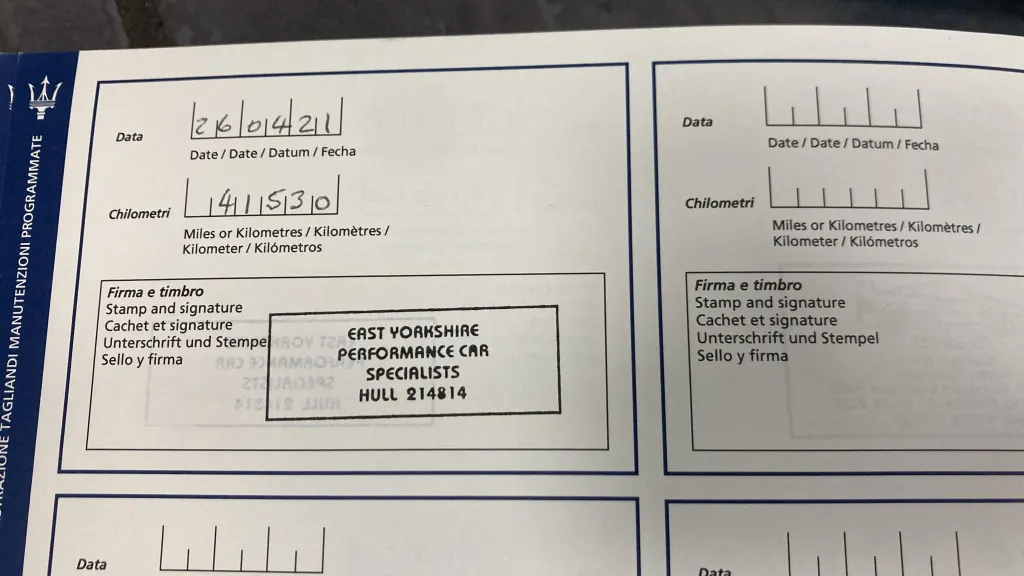 Data
26 04 21
Date / Date / Datum / Fecha
Chilometri
41530
Miles or Kilometres / Kilomètres /
Kilometer / Kilómetros
Firma e timbro
Stamp and signature
Cachet et signature
Unterschrift und Stempel
Sello y firma
EAST YORKSHIRE
PERFORMANCE CAR
SPECIALISTS
HULL 214814
Data
Date / Date / Datum / Fecha
Chilometri
Miles or Kilometres / Kilomètres /
Kilometer / Kilómetros
Firma e timbro
Stamp and signature
Cachet et signature
Unterschrift und Stempel
Sello y firma
Data
Data
TAGLIANDI MANUTENZIONI PROGRAMMATE